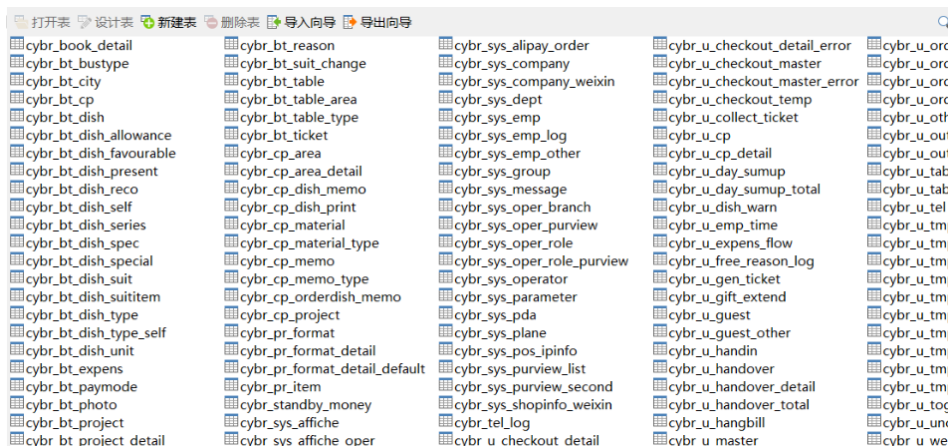 打开表 设计表 新建表 删除表 导入向导 导出向导
cybr_book_detail
cybr_bt_bustype
cybr_bt_city
cybr_bt_cp
cybr_bt_dish
cybr_bt_dish_allowance
cybr_bt_dish_favourable
cybr_bt_dish_present
cybr_bt_dish_reco
cybr_bt_dish_self
cybr_bt_dish_series
cybr_bt_dish_spec
cybr_bt_dish_special
cybr_bt_dish_suit
cybr_bt_dish_suititem
cybr_bt_dish_type
cybr_bt_dish_type_self
cybr_bt_dish_unit
cybr_bt_expens
cybr_bt_paymode
cybr_bt_photo
cybr_bt_project
cybr_bt_project_detail
cybr_bt_reason
cybr_bt_suit_change
cybr_bt_table
cybr_bt_table_area
cybr_bt_table_type
cybr_bt_ticket
cybr_cp_area
cybr_cp_area_detail
cybr_cp_dish_memo
cybr_cp_dish_print
cybr_cp_material
cybr_cp_material_type
cybr_cp_memo
cybr_cp_memo_type
cybr_cp_orderdish_memo
cybr_cp_project
cybr_pr_format
cybr_pr_format_detail
cybr_pr_format_detail_default
cybr_pr_item
cybr_standby_money
cybr_sys_affiche
cybr_sys_affiche_oper
cybr_sys_alipay_order
cybr_sys_company
cybr_sys_company_weixin
cybr_sys_dept
cybr_sys_emp
cybr_sys_emp_log
cybr_sys_emp_other
cybr_sys_group
cybr_sys_message
cybr_sys_oper_branch
cybr_sys_oper_purview
cybr_sys_oper_role
cybr_sys_oper_role_purview
cybr_sys_operator
cybr_sys_parameter
cybr_sys_pda
cybr_sys_plane
cybr_sys_pos_ipinfo
cybr_sys_purview_list
cybr_sys_purview_second
cybr_sys_shopinfo_weixin
cybr_tel_log
cybr_u_checkout_detail
cybr_u_checkout_detail_error
cybr_u_checkout_master
cybr_u_checkout_master_error
cybr_u_checkout_temp
cybr_u_collect_ticket
cybr_u_cp
cybr_u_cp_detail
cybr_u_day_sumup
cybr_u_day_sumup_total
cybr_u_dish_warn
cybr_u_emp_time
cybr_u_expens_flow
cybr_u_free_reason_log
cybr_u_gen_ticket
cybr_u_gift_extend
cybr_u_guest
cybr_u_guest_other
cybr_u_handin
cybr_u_handover
cybr_u_handover_detail
cybr_u_handover_total
cybr_u_hangbill
cybr_u_master
cybr_u_tel